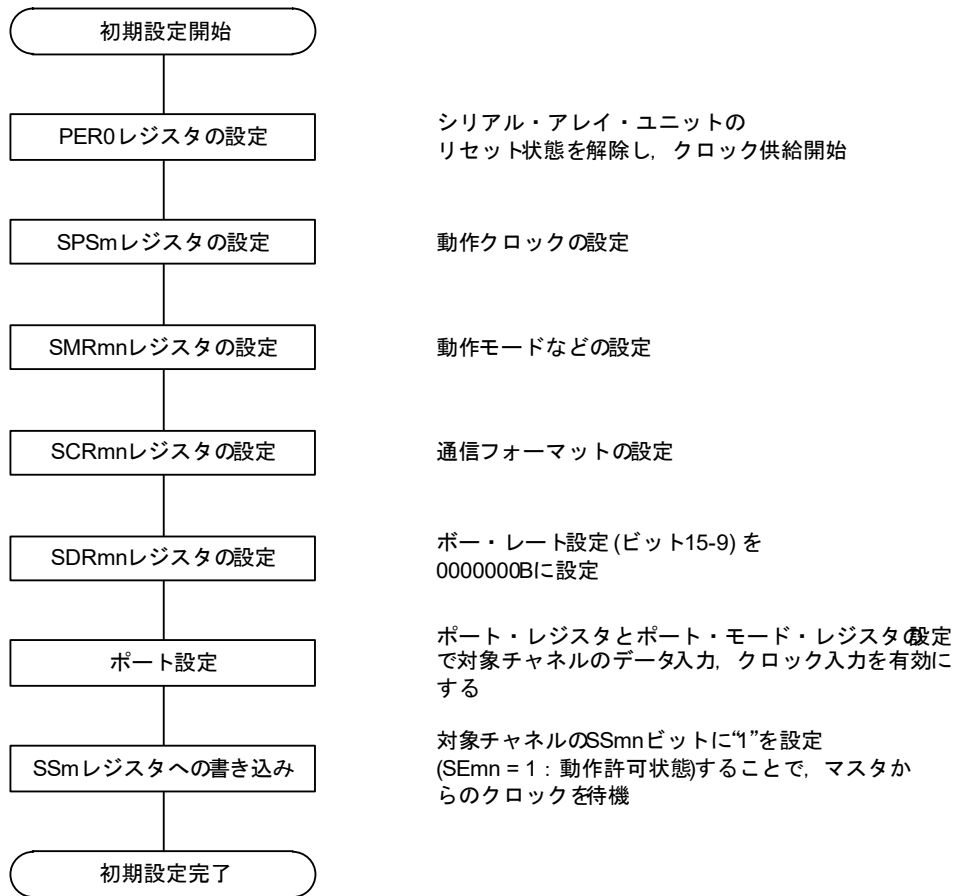 初期設定開始
PER0レジスタの設定
シリアル・アレイ・ユニットの
リセット状態を解除し，クロック供給開始
SPSmレジスタの設定
動作クロックの設定
SMRmnレジスタの設定
動作モードなどの設定
SCRmnレジスタの設定
通信フォーマットの設定
SDRmnレジスタの設定
ボー・レート設定 (ビット15-9) を
0000000Bに設定
ポート設定
ポート・レジスタとポート・モード・レジスタの設定
で対象チャネルのデータ入力，クロック入力を有効に
する
SSmレジスタへの書き込み
対象チャネルのSSmnビットに“1”を設定
(SEmn = 1：動作許可状態)することで，マスタか
らのクロックを待機
初期設定完了